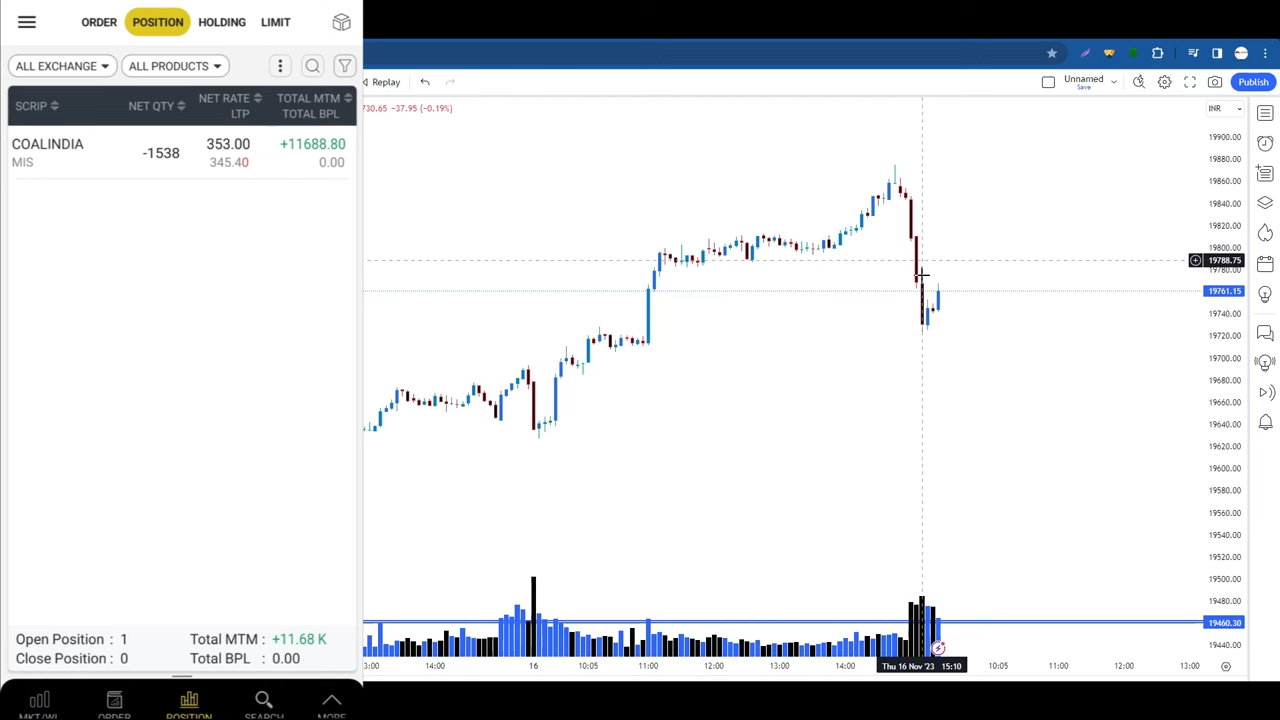 ORDER POSITION HOLDING LIMIT
ALL EXCHANGE ALL PRODUCTS
SCRIP NET QTY NET RATE TOTAL MTM
LTP TOTAL BPL
COALINDIA -1538 353.00 +11688.80
MIS 345.40 0.00
Open Position : 1 Total MTM : +11.68 K
Close Position : 0 Total BPL : 0.00
MKT/WL ORDER POSITION SEARCH MORE
Replay Unnamed Save Publish
730.65 -37.95 (-0.19%)
INR
19900.00
19880.00
19860.00
19840.00
19820.00
19800.00
19788.75
19780.00
19761.15
19740.00
19720.00
19700.00
19680.00
19660.00
19640.00
19620.00
19600.00
19580.00
19560.00
19540.00
19520.00
19500.00
19480.00
19460.30
19440.00
3:00 14:00 16 10:05 11:00 12:00 13:00 14:00 Thu 16 Nov '23 15:10 10:05 11:00 12:00 13:00